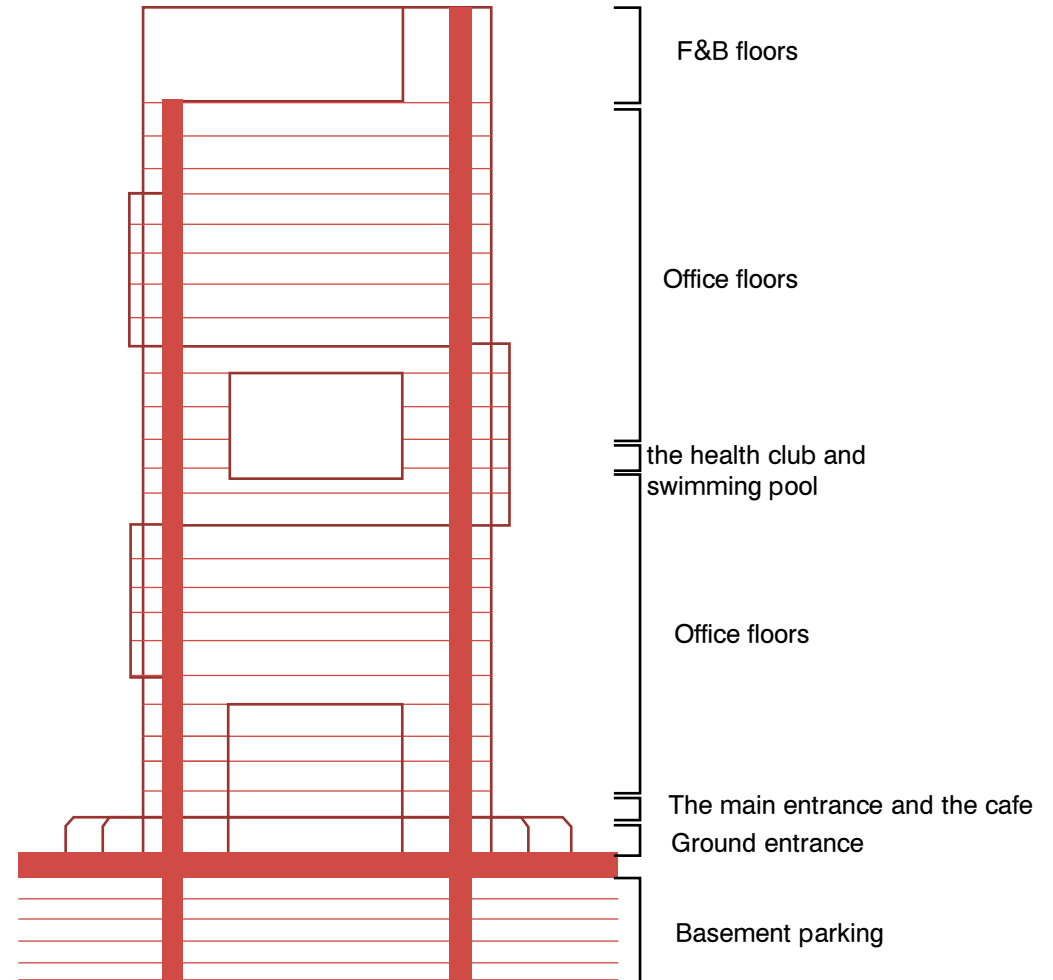 F&B floors
Office floors
the health club and
swimming pool
Office floors
The main entrance and the cafe
Ground entrance
Basement parking